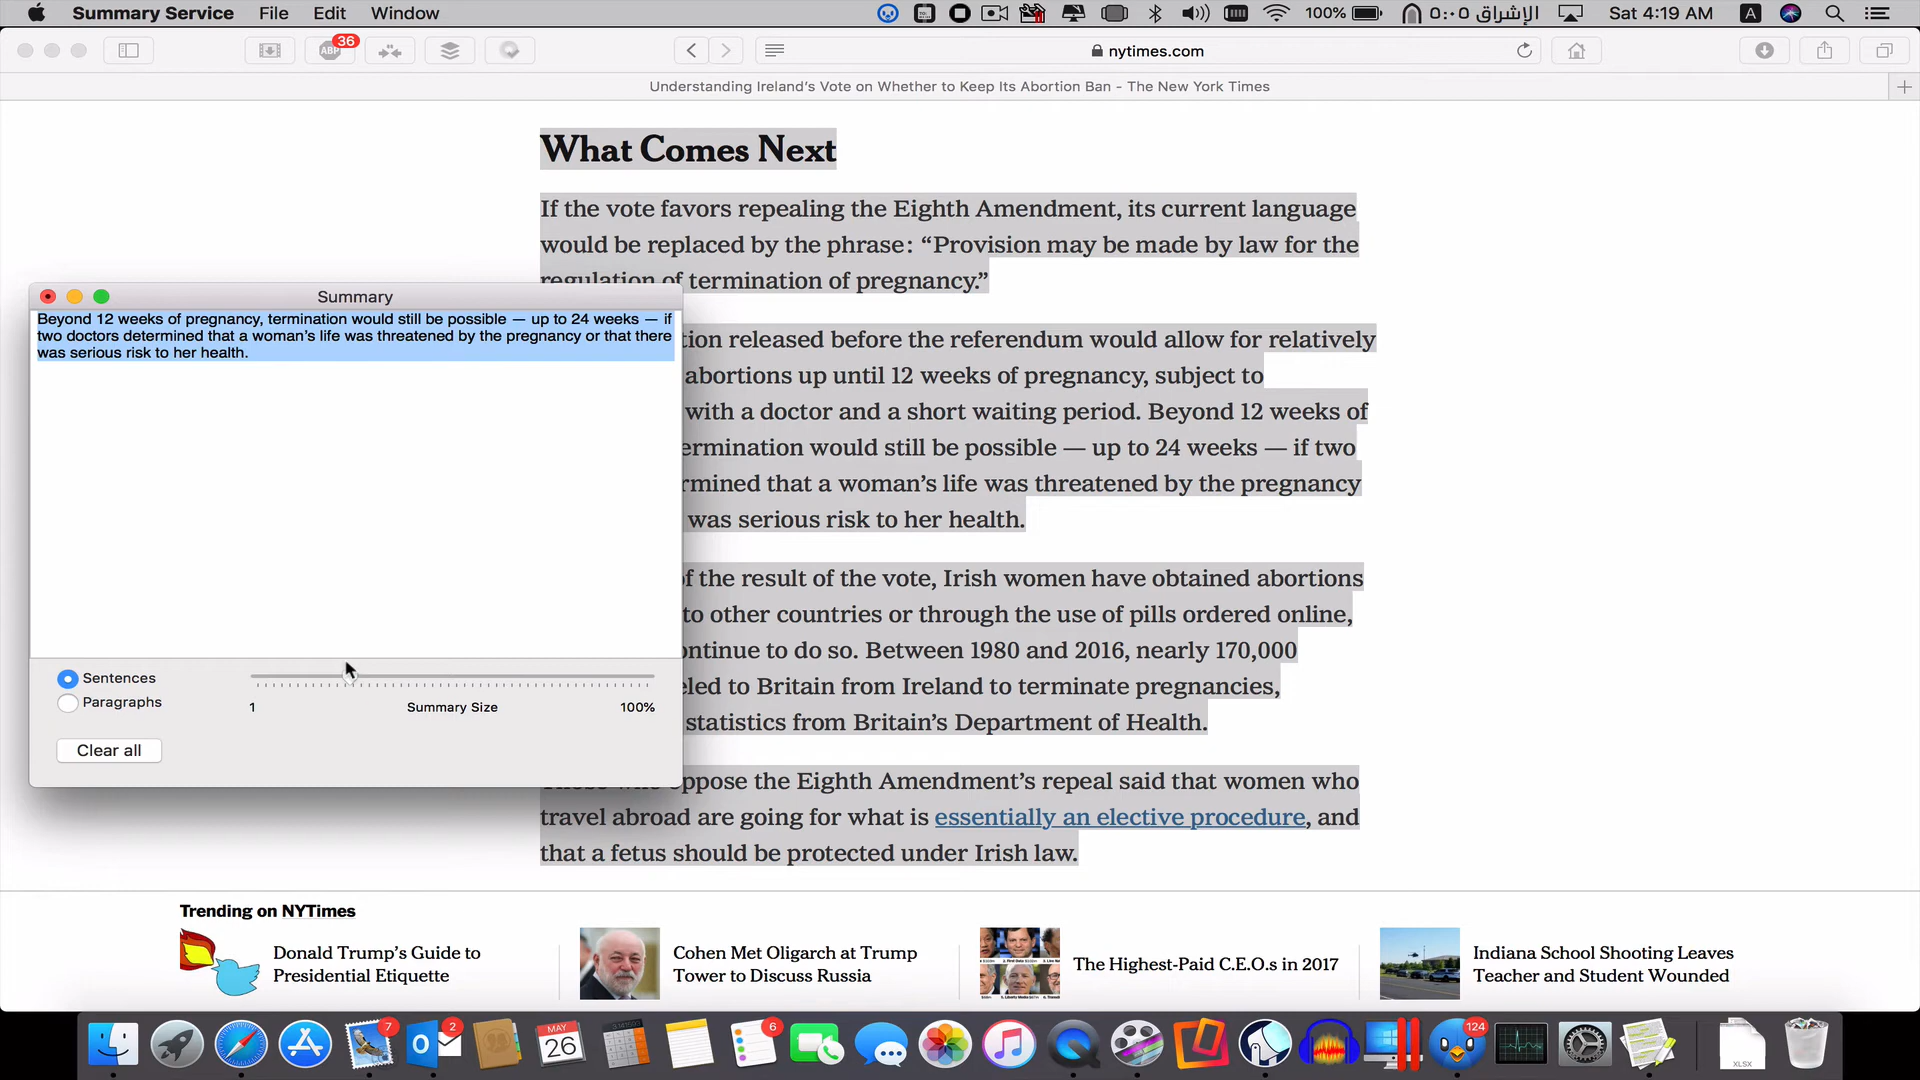 Summary Service File Edit Window 100% الإشراق ٠:٠٥ Sat 4:19 AM A
ABP 36
nytimes.com
Understanding Ireland’s Vote on Whether to Keep Its Abortion Ban - The New York Times
What Comes Next
If the vote favors repealing the Eighth Amendment, its current language
would be replaced by the phrase: “Provision may be made by law for the
regulation of termination of pregnancy.”
Summary
Beyond 12 weeks of pregnancy, termination would still be possible — up to 24 weeks — if
two doctors determined that a woman’s life was threatened by the pregnancy or that there
was serious risk to her health.
tion released before the referendum would allow for relatively
abortions up until 12 weeks of pregnancy, subject to
with a doctor and a short waiting period. Beyond 12 weeks of
ermination would still be possible — up to 24 weeks — if two
rmined that a woman’s life was threatened by the pregnancy
was serious risk to her health.
f the result of the vote, Irish women have obtained abortions
to other countries or through the use of pills ordered online,
ontinue to do so. Between 1980 and 2016, nearly 170,000
eled to Britain from Ireland to terminate pregnancies,
statistics from Britain’s Department of Health.
Sentences
Paragraphs
1 Summary Size 100%
Clear all
oppose the Eighth Amendment’s repeal said that women who
travel abroad are going for what is essentially an elective procedure, and
that a fetus should be protected under Irish law.
Trending on NYTimes
Donald Trump’s Guide to
Presidential Etiquette
Cohen Met Oligarch at Trump
Tower to Discuss Russia
The Highest-Paid C.E.O.s in 2017
Indiana School Shooting Leaves
Teacher and Student Wounded
7 2 MAY 26 6 124 XLSX